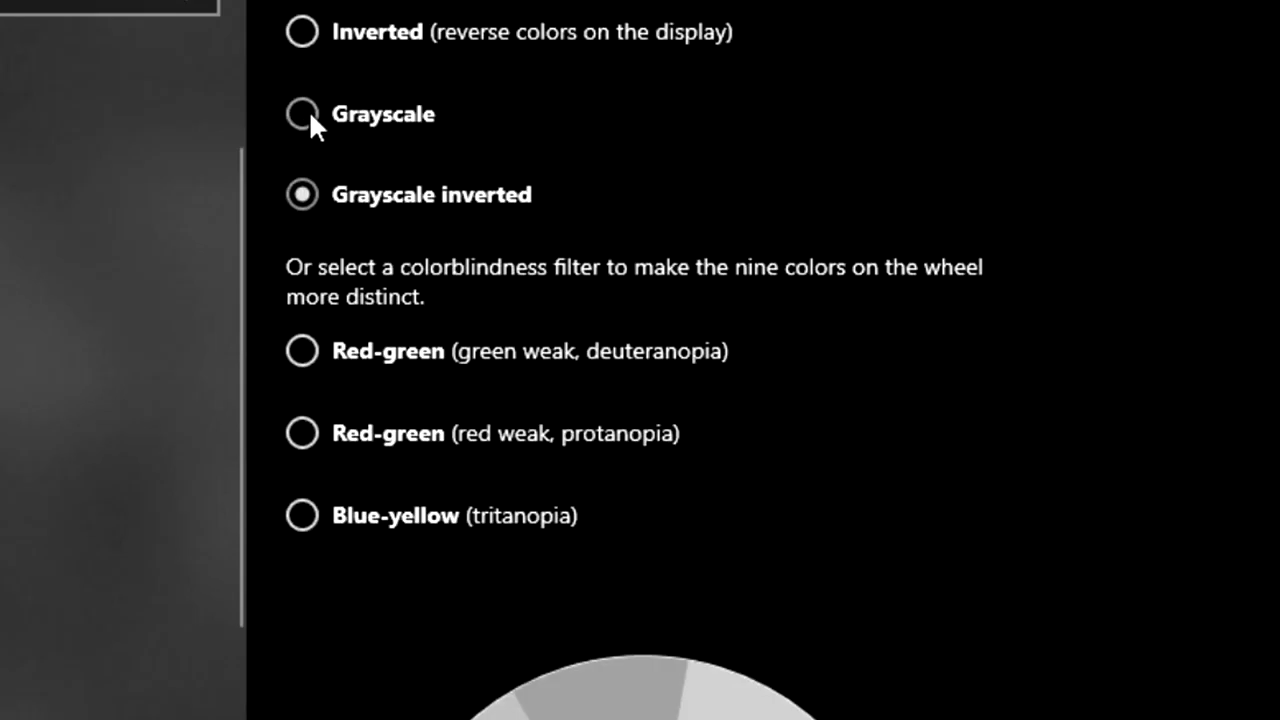 Inverted (reverse colors on the display)
Grayscale
Grayscale inverted
Or select a colorblindness filter to make the nine colors on the wheel
more distinct.
Red-green (green weak, deuteranopia)
Red-green (red weak, protanopia)
Blue-yellow (tritanopia)